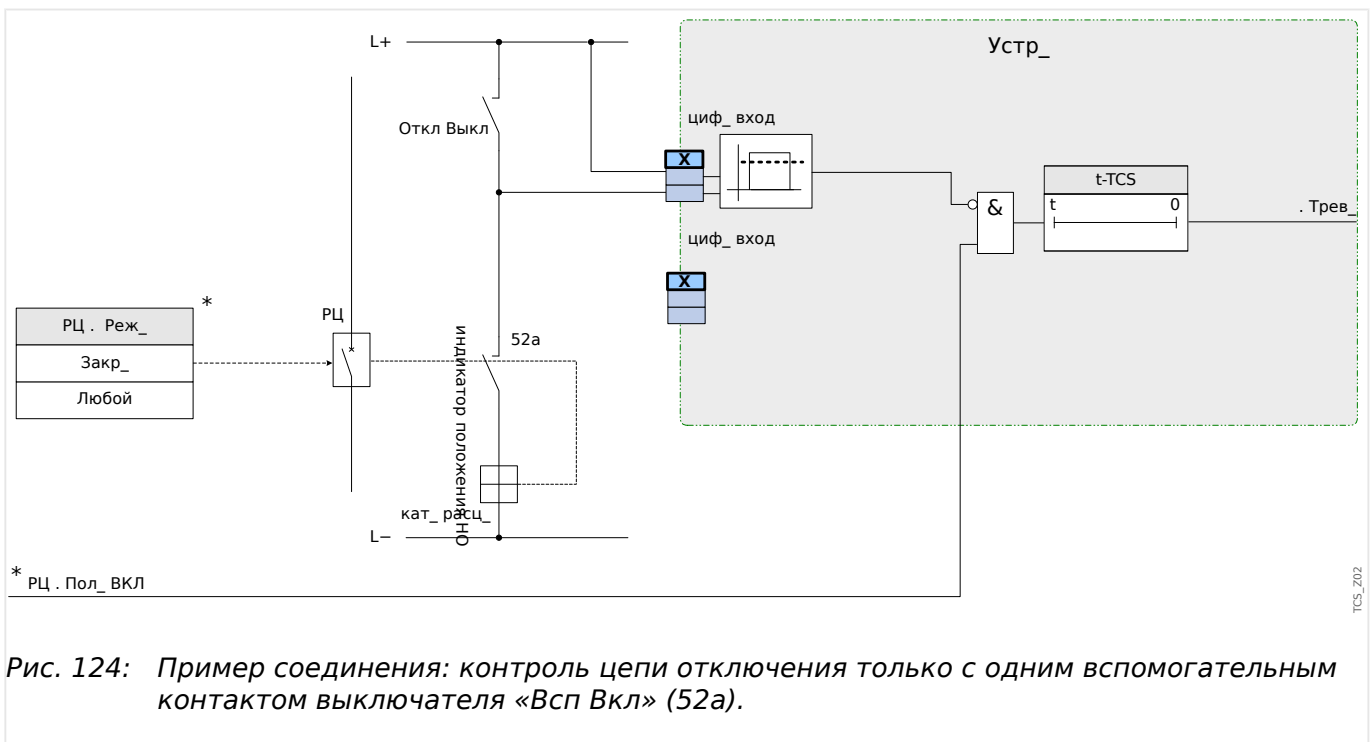 L+
Устр_
циф_ вход
Откл Выкл
X
t-TCS
&
t 0
. Трев_
циф_ вход
X
*
РЦ . Реж_
Закр_
Любой
РЦ
52a
индикатор положения НО
кат_ расц_
L−
* РЦ . Пол_ ВКЛ
TCS_Z02
Рис. 124: Пример соединения: контроль цепи отключения только с одним вспомогательным
контактом выключателя «Всп Вкл» (52a).